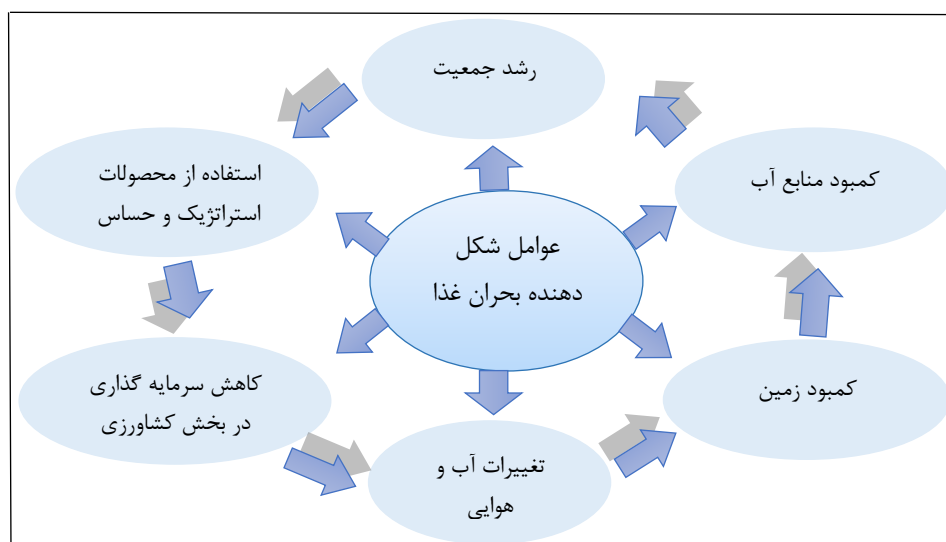 رشد جمعیت
کمبود منابع آب
استفاده از محصولات
استراتژیک و حساس
عوامل شکل
دهنده بحران غذا
کمبود زمین
کاهش سرمایه گذاری
در بخش کشاورزی
تغییرات آب و
هوایی